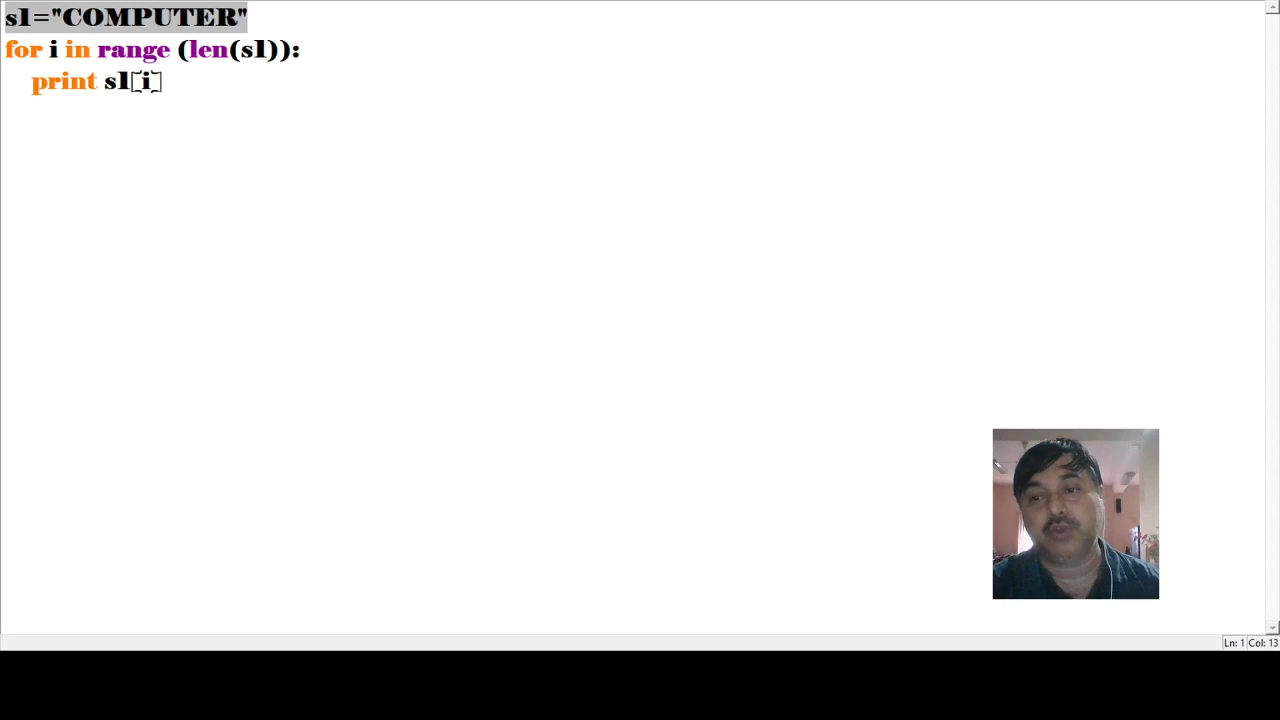 s1="COMPUTER"
for i in range (len(s1)):
    print s1[i]
Ln: 1 Col: 13